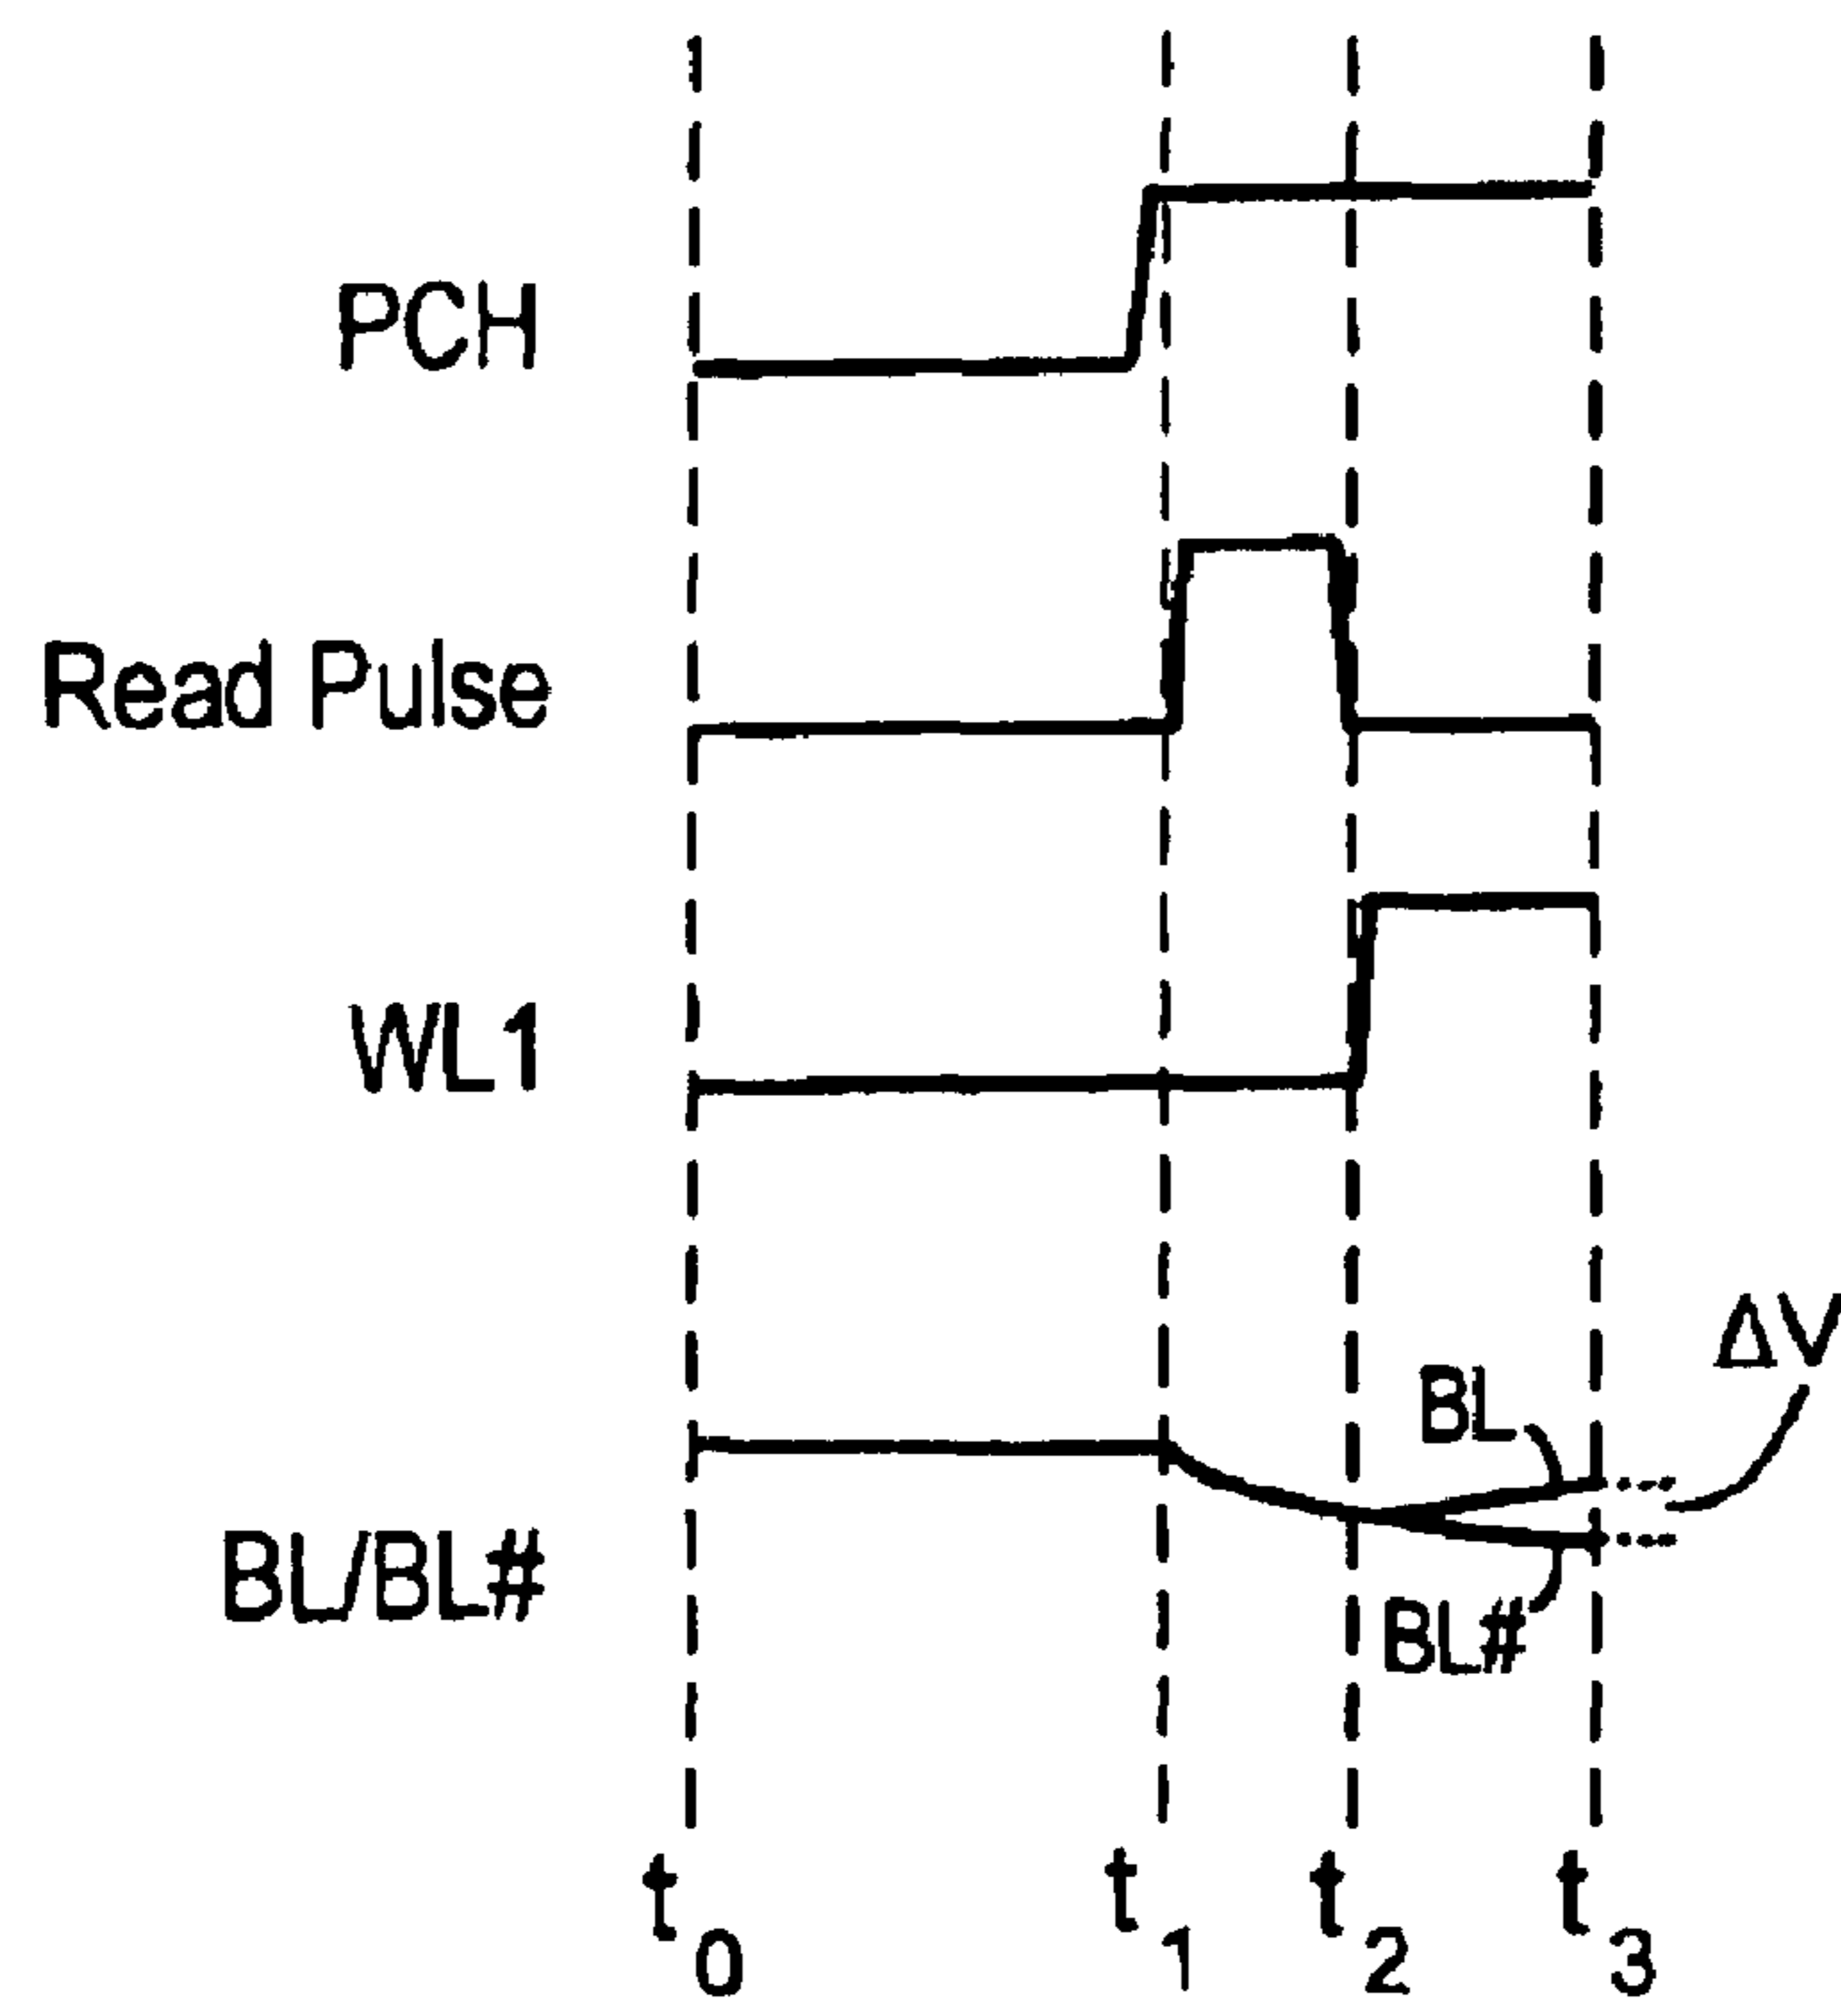 PCH
Read Pulse
WL1
ΔV
BL
BL/BL#
BL#
t0 t1 t2 t3